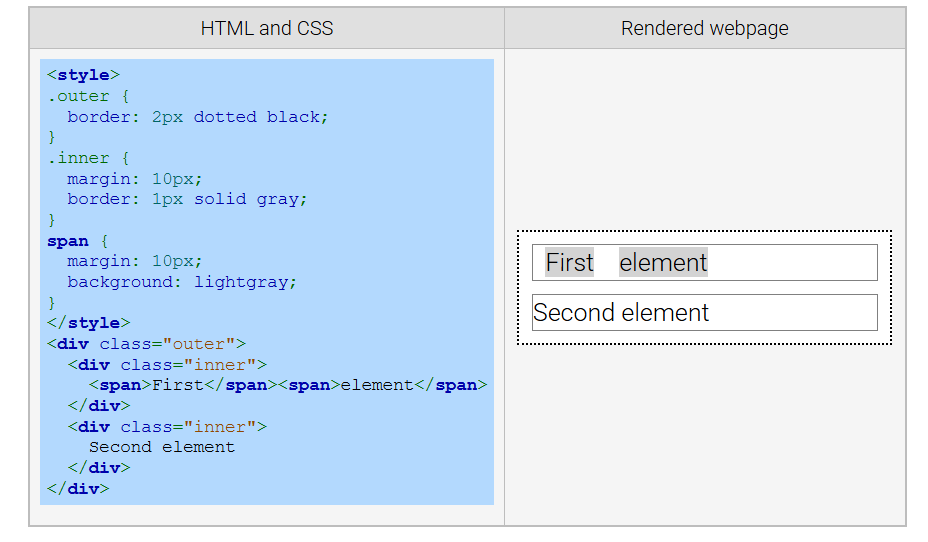 HTML and CSS
Rendered webpage
<style>
.outer {
  border: 2px dotted black;
}
.inner {
  margin: 10px;
  border: 1px solid gray;
}
span {
  margin: 10px;
  background: lightgray;
}
</style>
<div class="outer">
  <div class="inner">
    <span>First</span><span>element</span>
  </div>
  <div class="inner">
    Second element
  </div>
</div>
First element
Second element